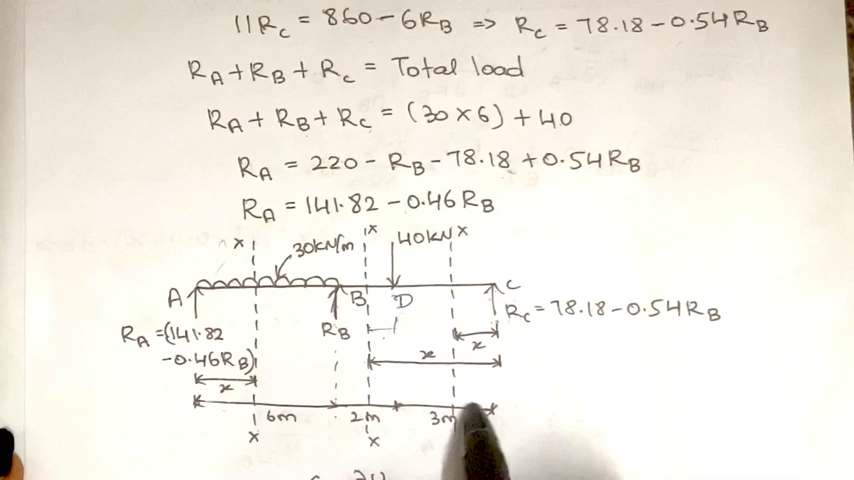 11Rc = 860 - 6RB => Rc = 78.18 - 0.54RB
RA + RB + Rc = Total load
RA + RB + Rc = (30 × 6) + 40
RA = 220 - RB - 78.18 + 0.54RB
RA = 141.82 - 0.46RB
x 30kN/m x 40kN x
A B D C
RA = (141.82 RB Rc = 78.18 - 0.54RB
-0.46RB) x
x x
6m 2m 3m
x x